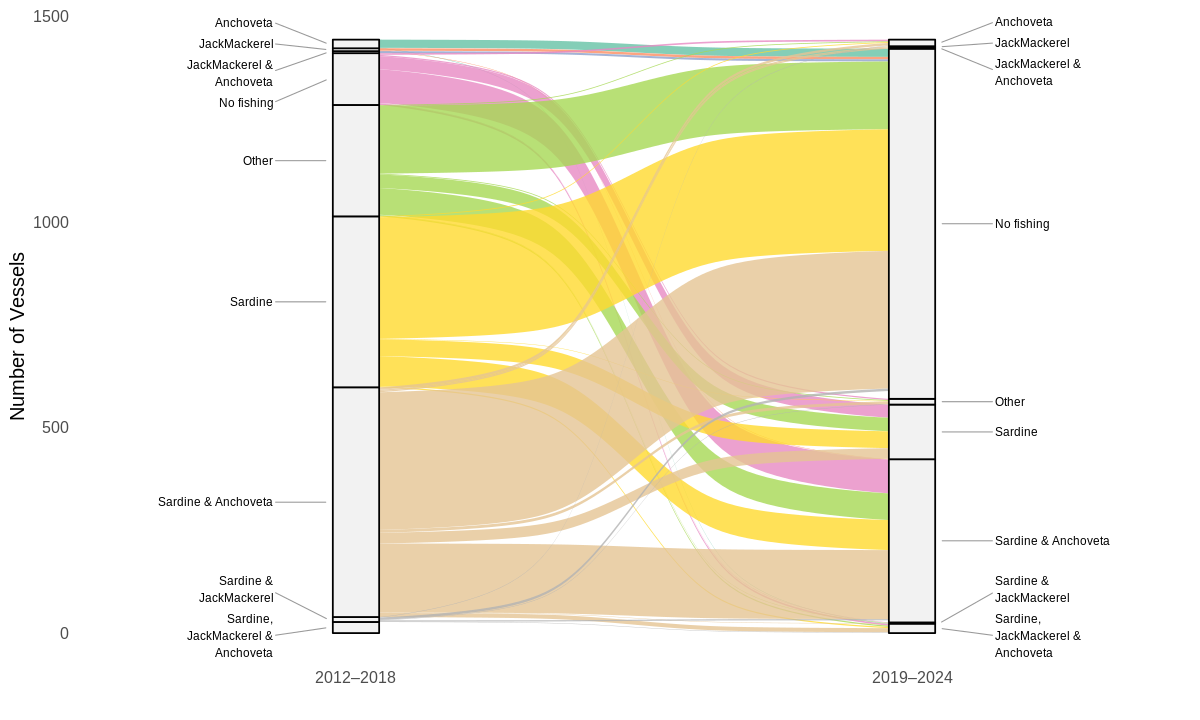 1500
1000
500
0
Number of Vessels
Anchoveta
JackMackerel
JackMackerel &
Anchoveta
No fishing
Other
Sardine
Sardine & Anchoveta
Sardine &
JackMackerel
Sardine,
JackMackerel &
Anchoveta
Anchoveta
JackMackerel
JackMackerel &
Anchoveta
No fishing
Other
Sardine
Sardine & Anchoveta
Sardine &
JackMackerel
Sardine,
JackMackerel &
Anchoveta
2012–2018
2019–2024